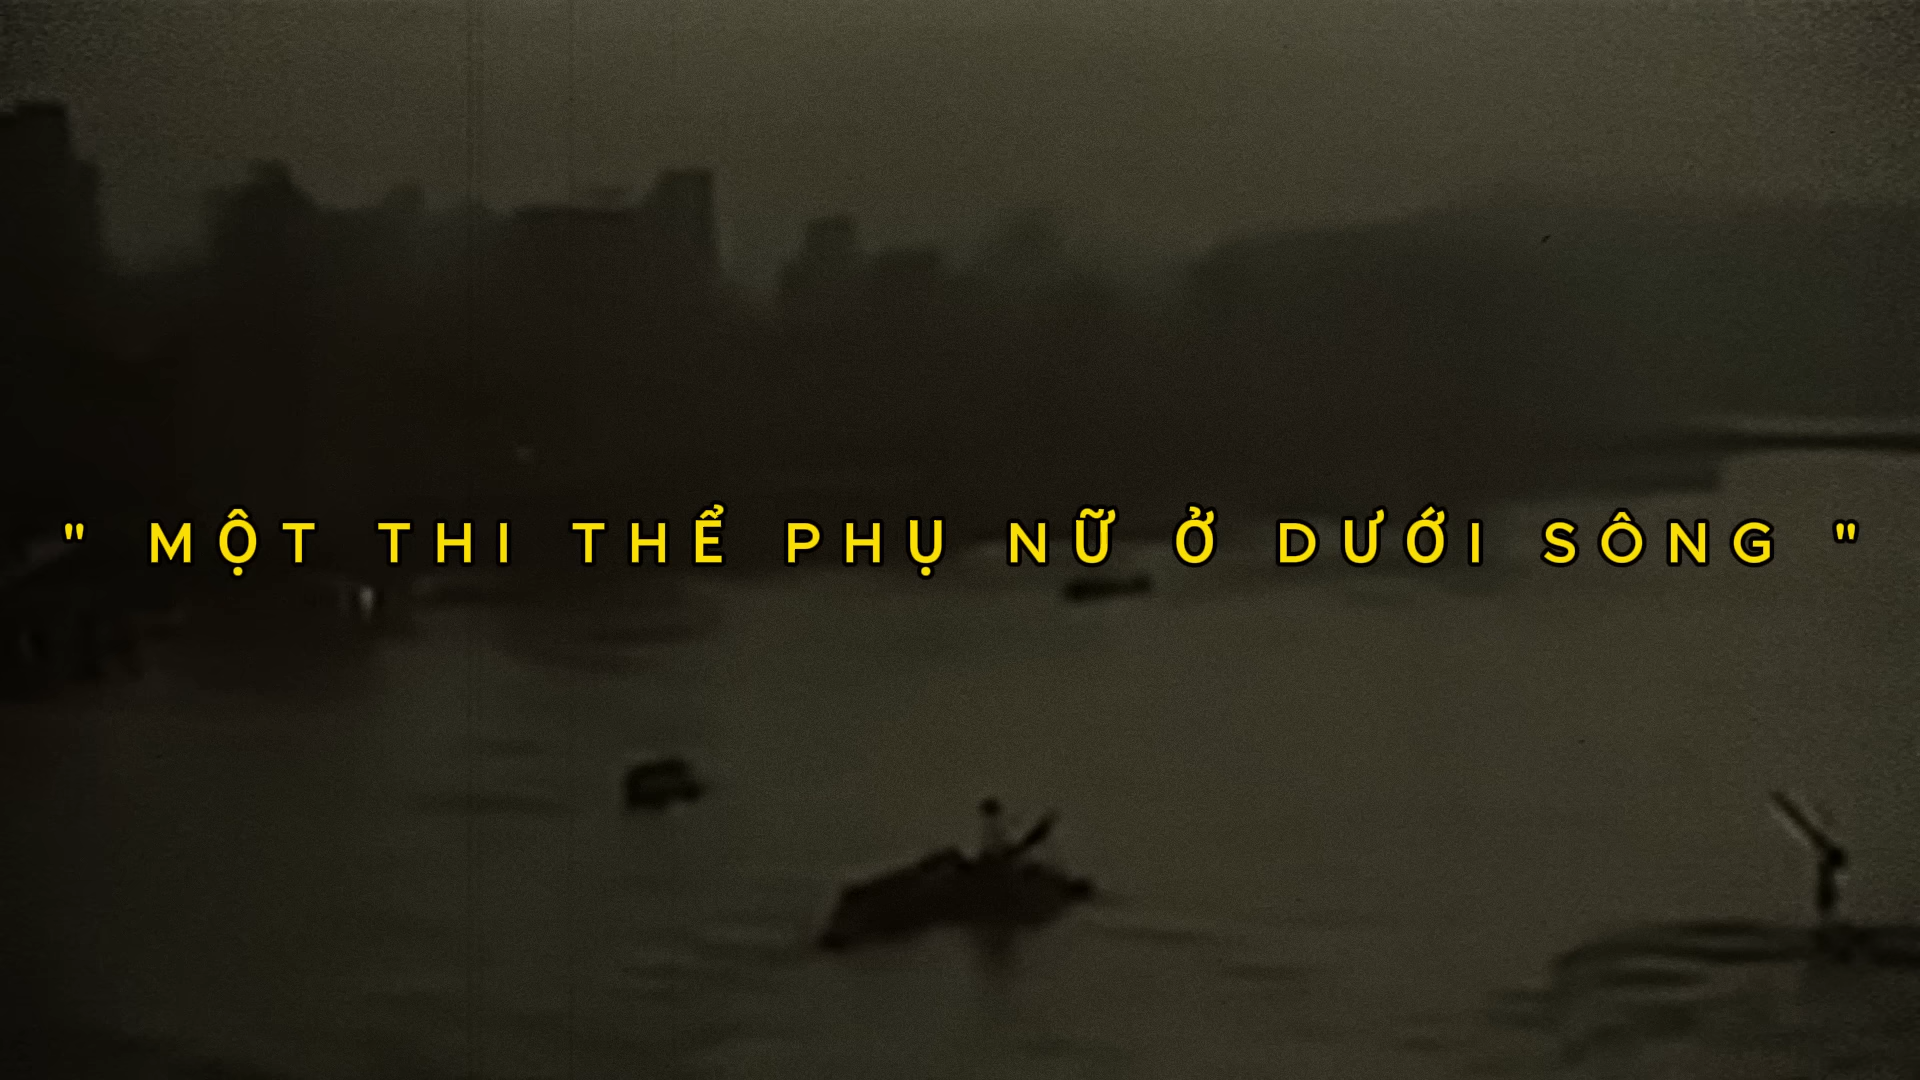 " MỘT THI THỂ PHỤ NỮ Ở DƯỚI SÔNG "